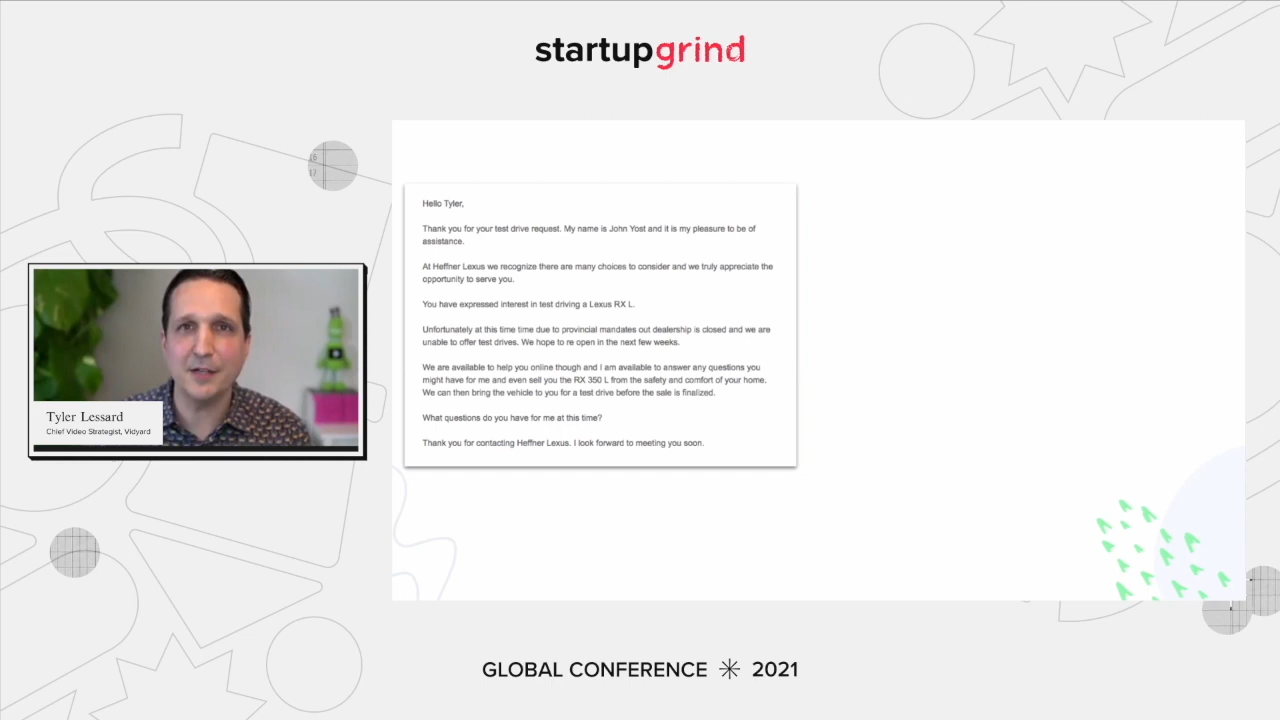 startupgrind
Hello Tyler,
Thank you for your test drive request. My name is John Yost and it is my pleasure to be of
assistance.
At Heffner Lexus we recognize there are many choices to consider and we truly appreciate the
opportunity to serve you.
You have expressed interest in test driving a Lexus RX L.
Unfortunately at this time time due to provincial mandates out dealership is closed and we are
unable to offer test drives. We hope to re open in the next few weeks.
We are available to help you online though and I am available to answer any questions you
might have for me and even sell you the RX 350 L from the safety and comfort of your home.
We can then bring the vehicle to you for a test drive before the sale is finalized.
What questions do you have for me at this time?
Thank you for contacting Heffner Lexus. I look forward to meeting you soon.
Tyler Lessard
Chief Video Strategist, Vidyard
16
17
GLOBAL CONFERENCE 2021